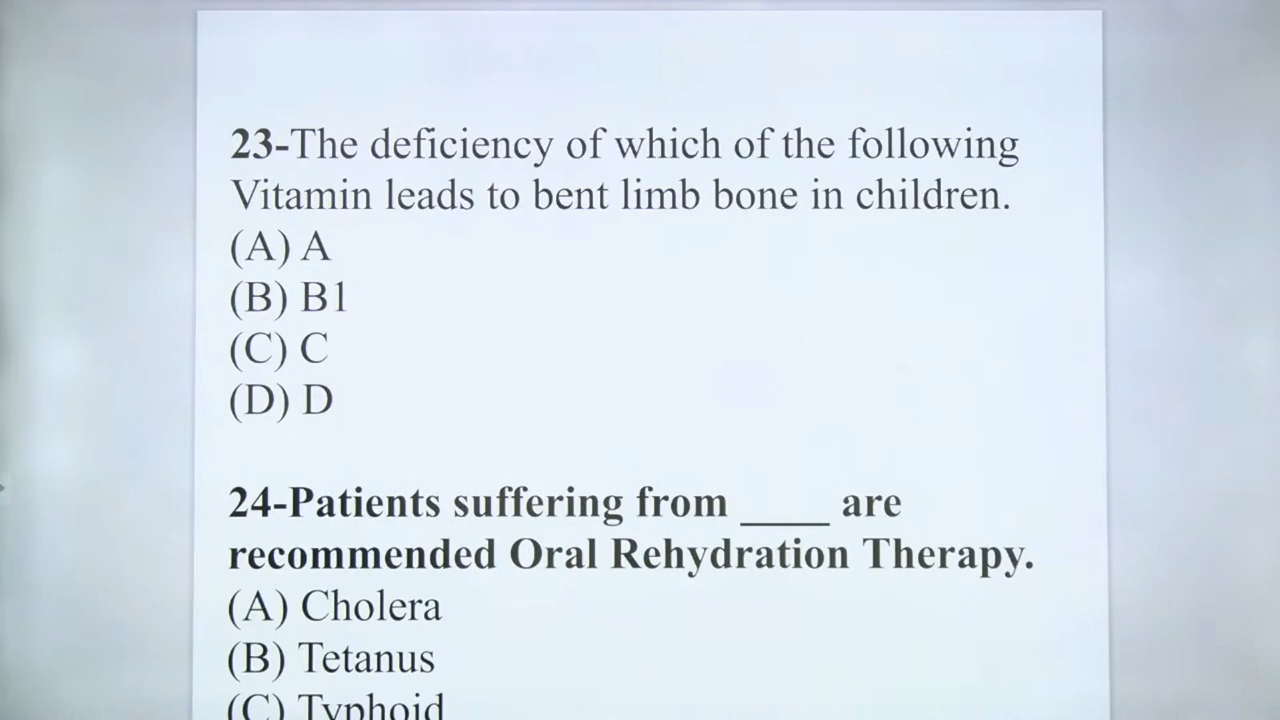 23-The deficiency of which of the following
Vitamin leads to bent limb bone in children.
(A) A
(B) B1
(C) C
(D) D
24-Patients suffering from ____ are
recommended Oral Rehydration Therapy.
(A) Cholera
(B) Tetanus
(C) Typhoid